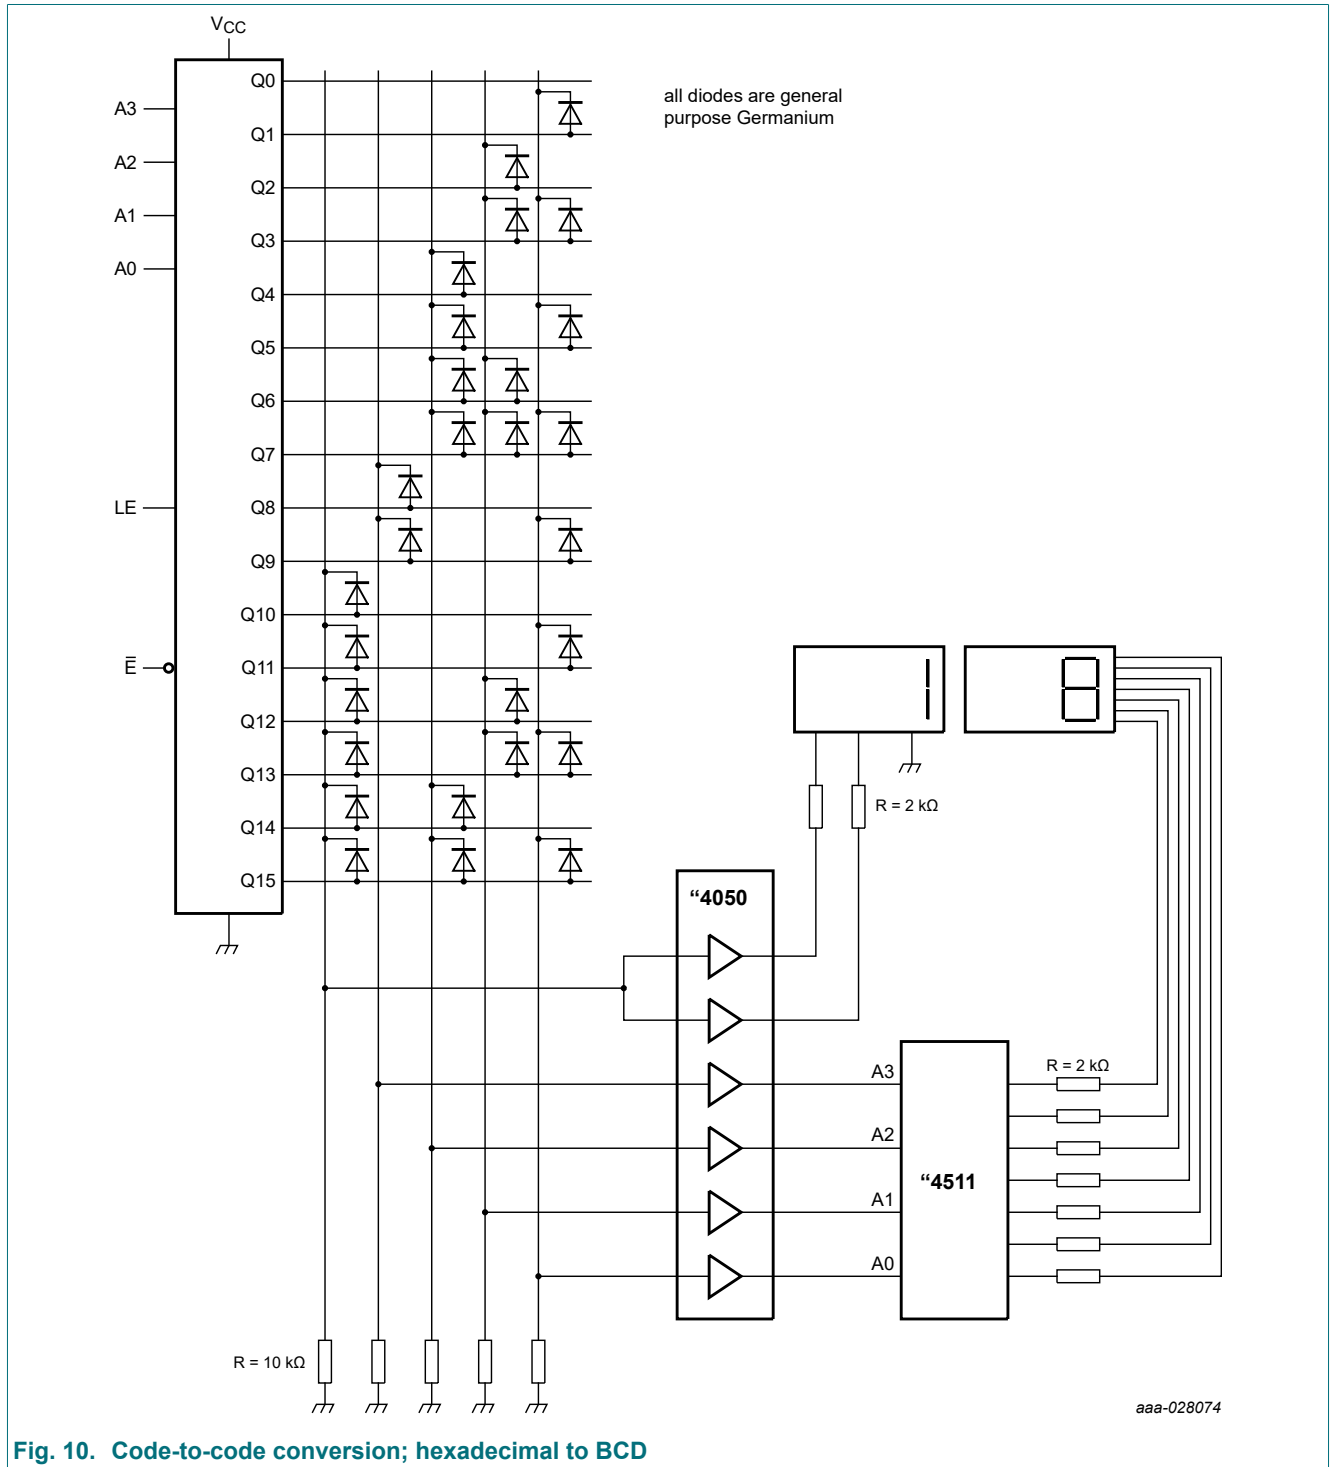 VCC
Q0
A3
all diodes are general
purpose Germanium
Q1
A2
Q2
A1
Q3
A0
Q4
Q5
Q6
Q7
LE
Q8
Q9
Q10
E̅
Q11
Q12
Q13
R = 2 kΩ
Q14
Q15
“4050
R = 2 kΩ
A3
A2
“4511
A1
A0
R = 10 kΩ
aaa-028074
Fig. 10. Code-to-code conversion; hexadecimal to BCD